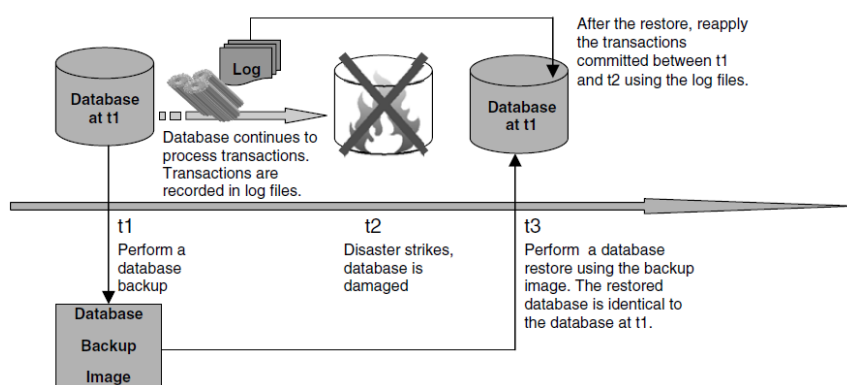 Log
After the restore, reapply
the transactions
committed between t1
and t2 using the log files.
Database
at t1
Database
at t1
Database continues to
process transactions.
Transactions are
recorded in log files.
t1
Perform a
database
backup
t2
Disaster strikes,
database is
damaged
t3
Perform a database
restore using the backup
image. The restored
database is identical to
the database at t1.
Database
Backup
Image